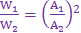 W₁/W₂ = (A₁/A₂)²